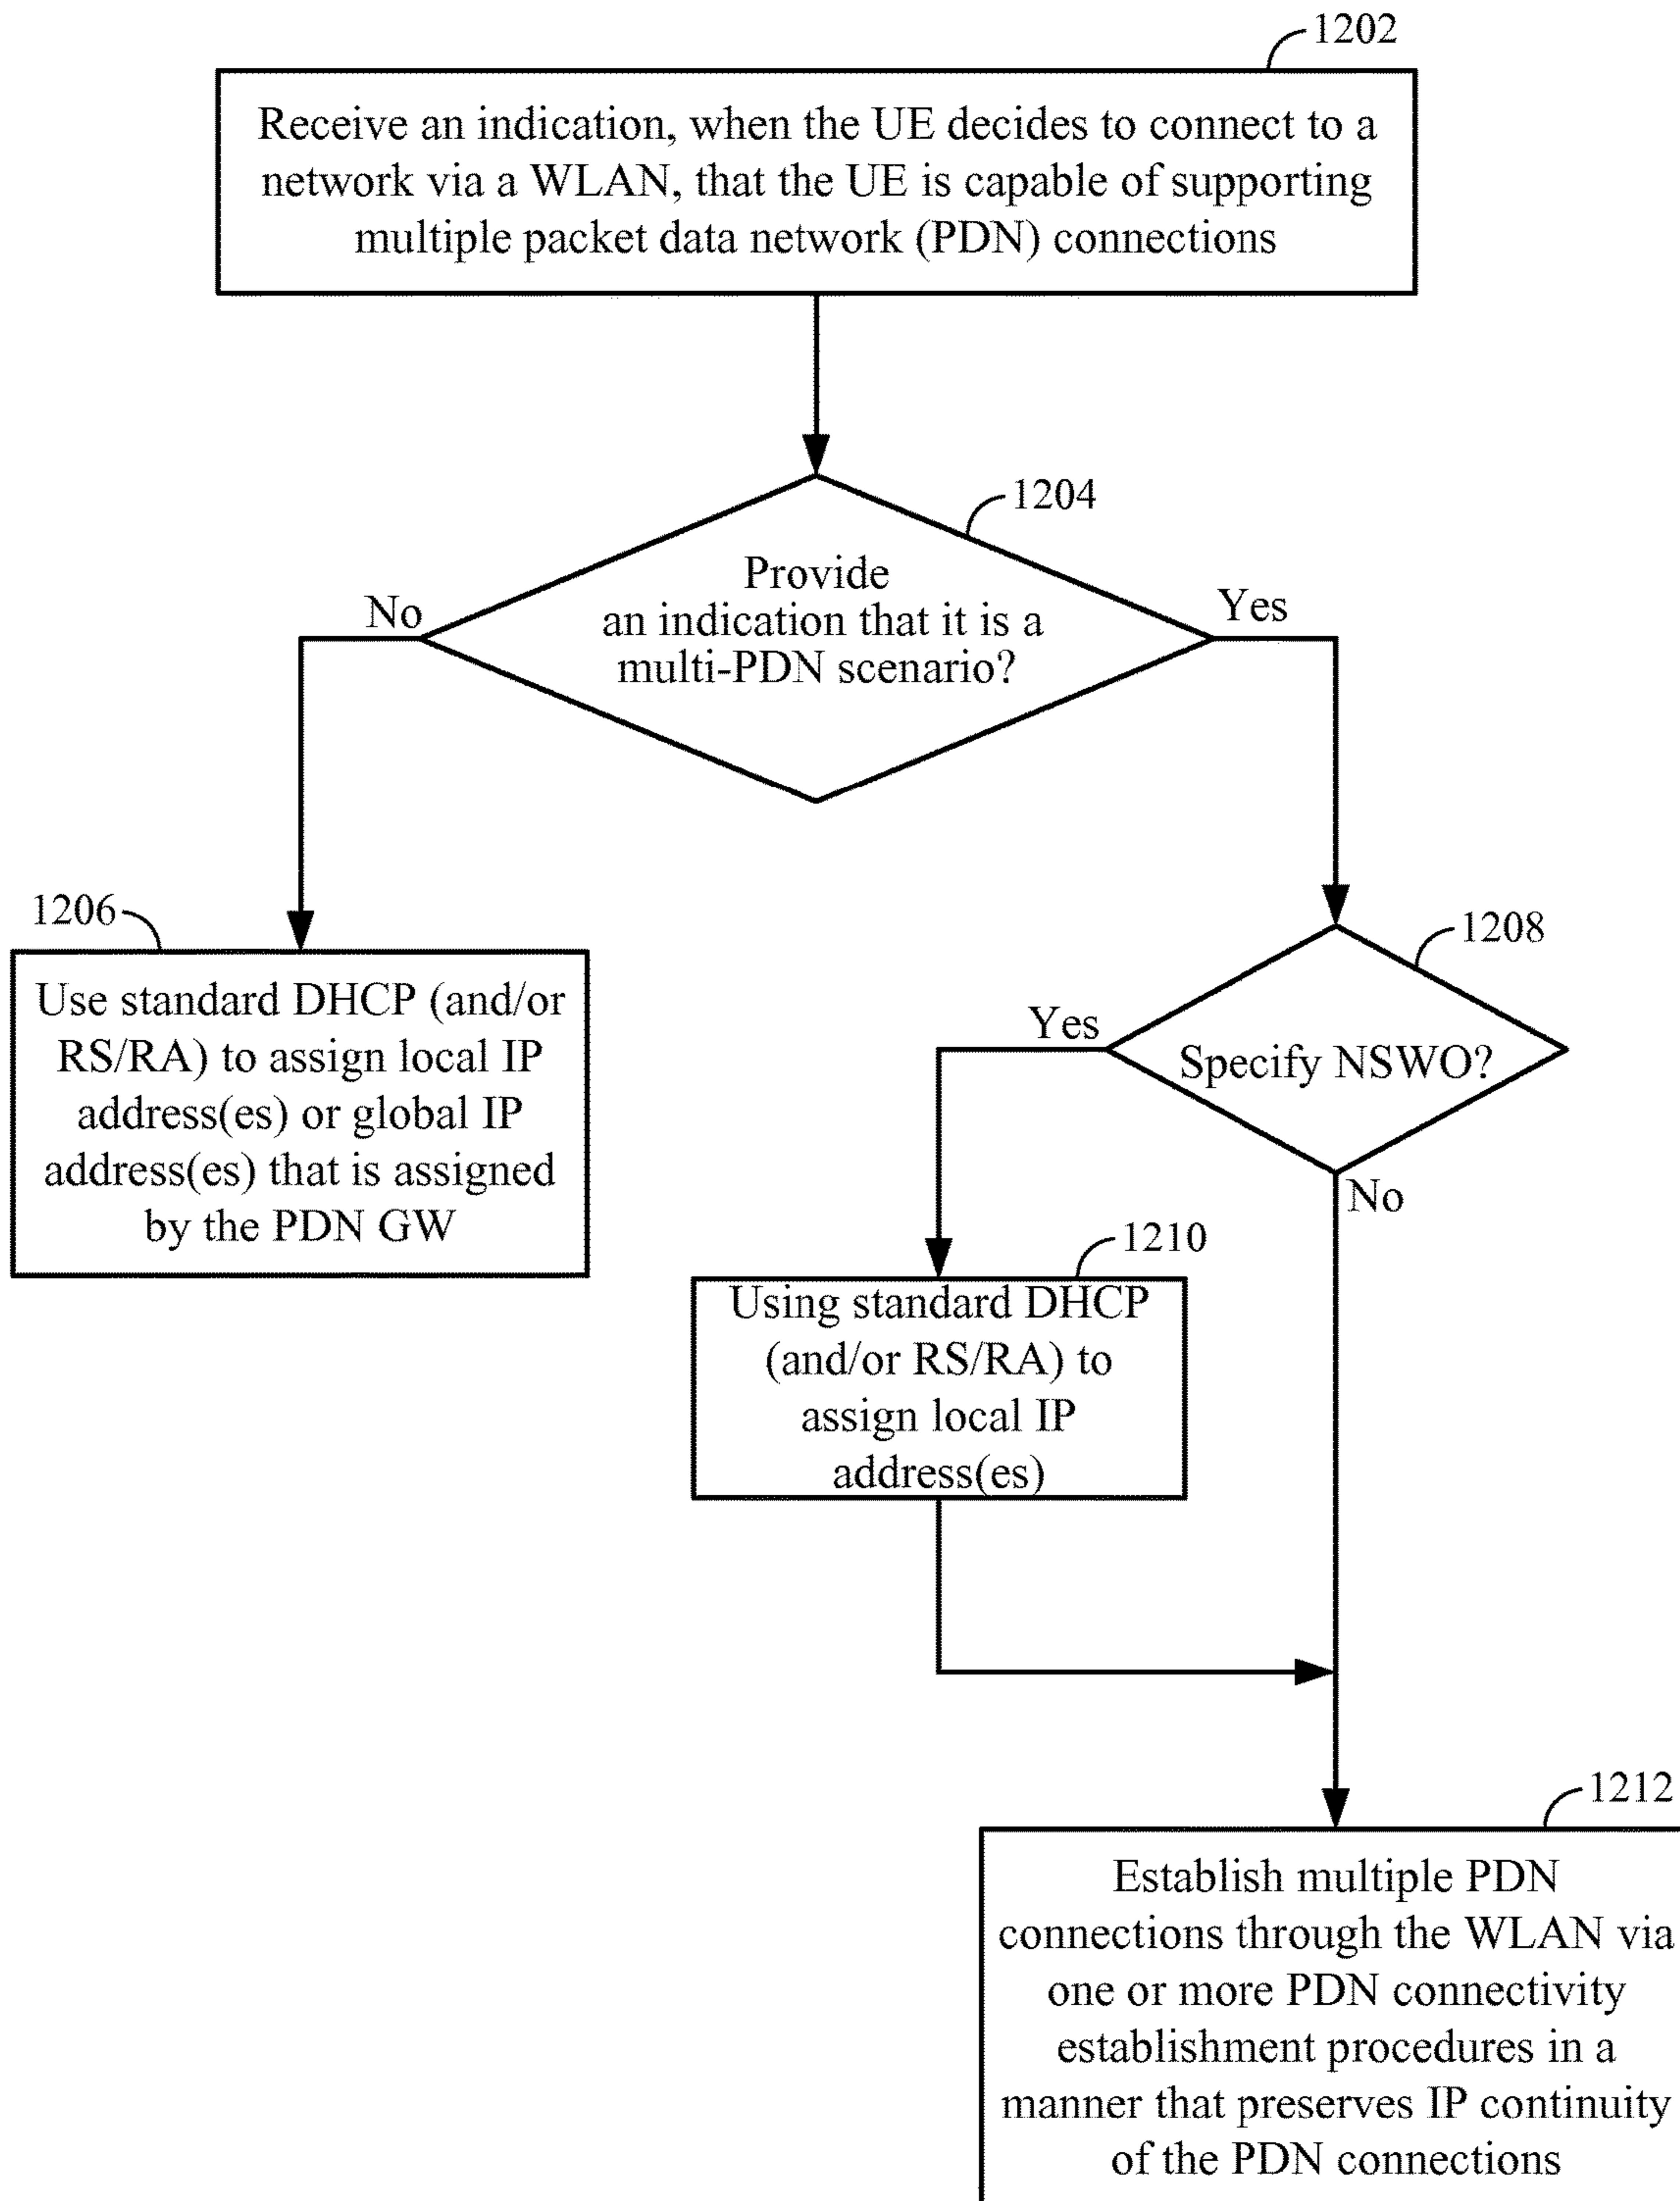 1202
Receive an indication, when the UE decides to connect to a
network via a WLAN, that the UE is capable of supporting
multiple packet data network (PDN) connections
1204
Provide
an indication that it is a
multi-PDN scenario?
No
Yes
1206
Use standard DHCP (and/or
RS/RA) to assign local IP
address(es) or global IP
address(es) that is assigned
by the PDN GW
1208
Specify NSWO?
Yes
No
1210
Using standard DHCP
(and/or RS/RA) to
assign local IP
address(es)
1212
Establish multiple PDN
connections through the WLAN via
one or more PDN connectivity
establishment procedures in a
manner that preserves IP continuity
of the PDN connections